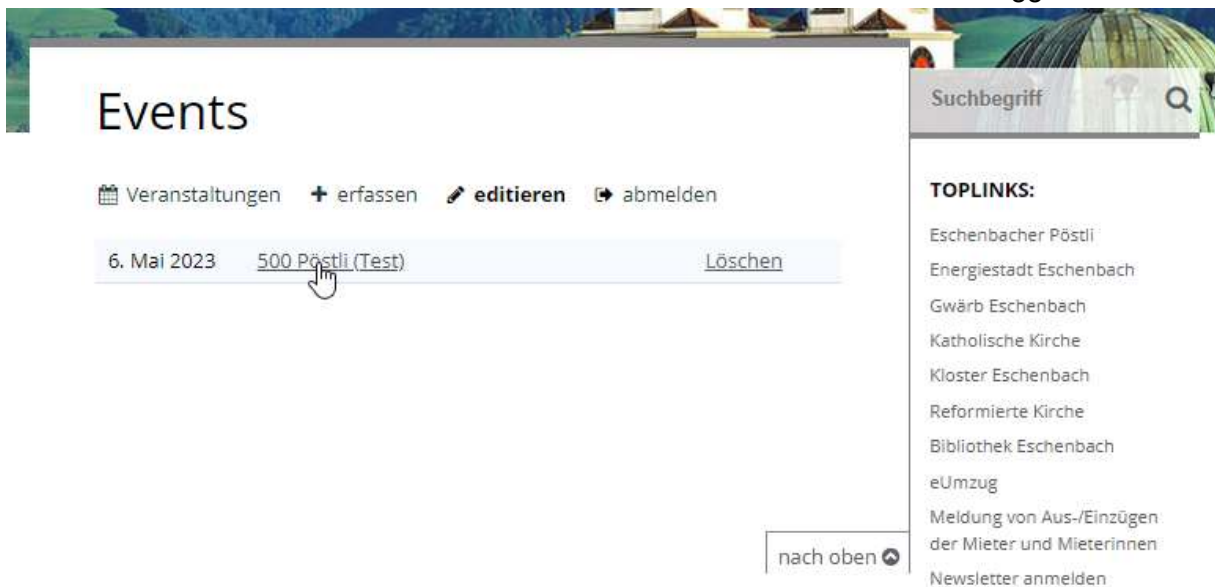 Events
Veranstaltungen erfassen editieren abmelden
6. Mai 2023 500 Pöstli (Test) Löschen
nach oben
Suchbegriff
TOPLINKS:
Eschenbacher Pöstli
Energiestadt Eschenbach
Gwärb Eschenbach
Katholische Kirche
Kloster Eschenbach
Reformierte Kirche
Bibliothek Eschenbach
eUmzug
Meldung von Aus-/Einzügen
der Mieter und Mieterinnen
Newsletter anmelden